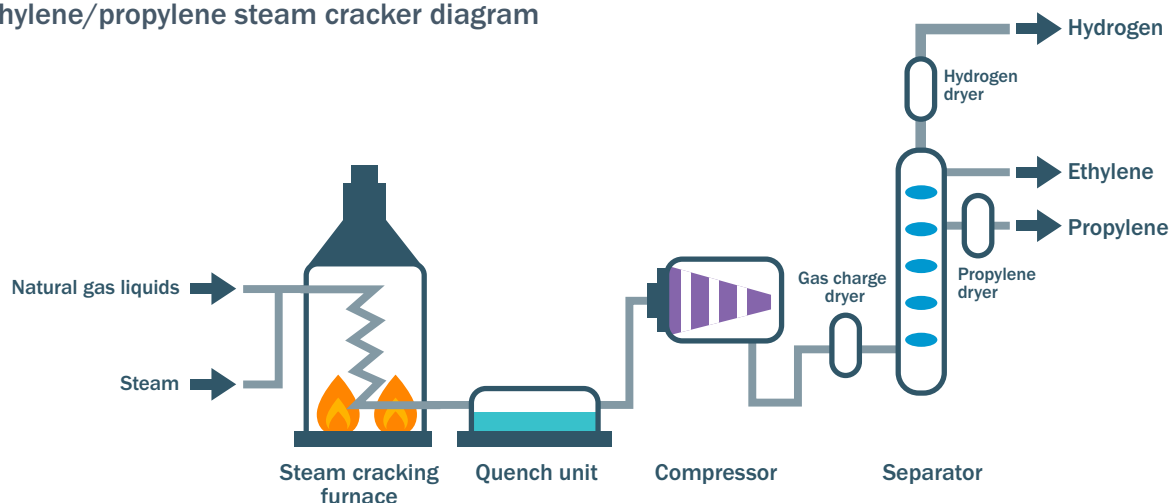 hylene/propylene steam cracker diagram
Hydrogen
Hydrogen
dryer
Ethylene
Propylene
Natural gas liquids
Gas charge
dryer
Propylene
dryer
Steam
Steam cracking
furnace
Quench unit
Compressor
Separator